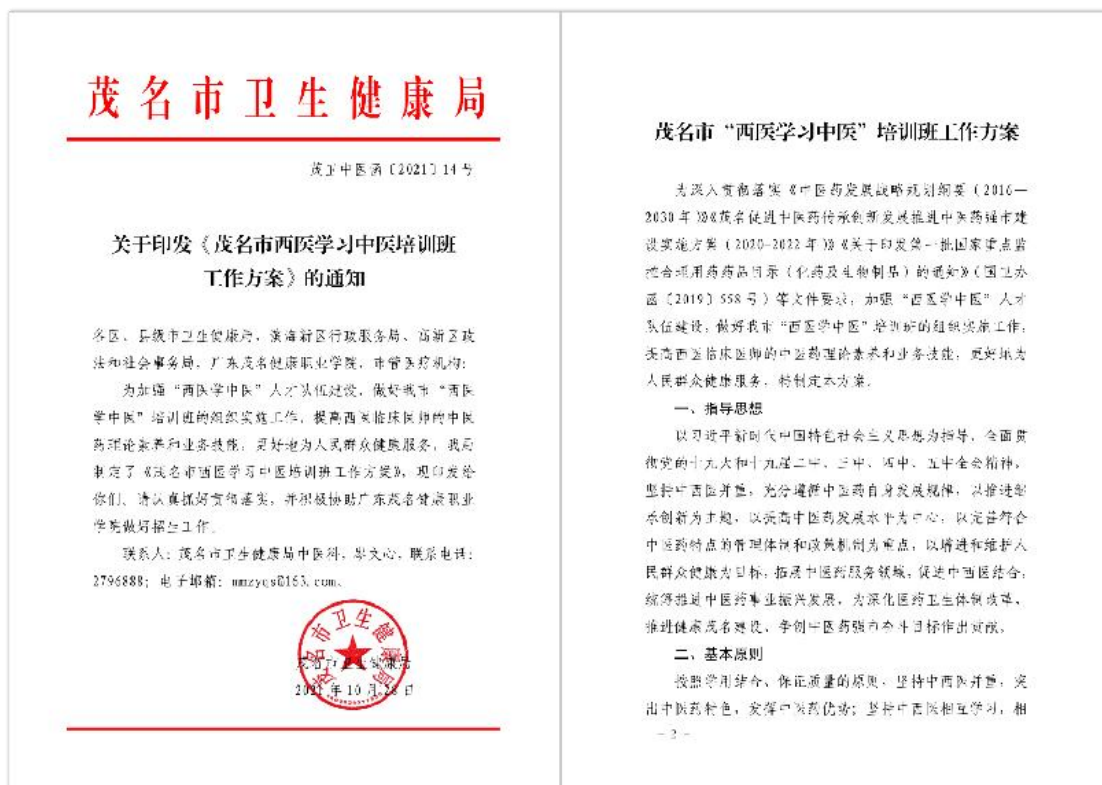 茂名市卫生健康局
茂卫中医函〔2021〕14号
关于印发《茂名市西医学习中医培训班
工作方案》的通知
各区、县级市卫生健康局，滨海新区行政服务局、高新区政
法和社会事务局，广东茂名健康职业学院，市管医疗机构：
为加强“西医学中医”人才队伍建设，做好我市“西医
学中医”培训班的组织实施工作，提高西医临床医师的中医
药理论素养和业务技能，更好地为人民群众健康服务，我局
制定了《茂名市西医学习中医培训班工作方案》，现印发给
你们，请认真抓好贯彻落实，并积极协助广东茂名健康职业
学院做好招生工作。
联系人：茂名市卫生健康局中医科，文心，联系电话：
2796888；电子邮箱：mmzyqs@163.com。
茂名市卫生健康局
茂名市卫生健康局
2021年10月28日
茂名市“西医学习中医”培训班工作方案
为深入贯彻落实《中医药发展战略规划纲要（2016—
2030年）》《茂名促进中医药传承创新发展推进中医药强市建
设实施方案（2020-2022年）》《关于印发第一批国家重点监
控合理用药药品目录（化药及生物制品）的通知》（国卫办
函〔2019〕558号）等文件要求，加强“西医学中医”人才
队伍建设，做好我市“西医学中医”培训班的组织实施工作，
提高西医临床医师的中医药理论素养和业务技能，更好地为
人民群众健康服务，特制定本方案。
一、指导思想
以习近平新时代中国特色社会主义思想为指导，全面贯
彻党的十九大和十九届二中、三中、四中、五中全会精神，
坚持中西医并重，充分遵循中医药自身发展规律，以推进继
承创新为主题，以提高中医药发展水平为中心，以完善符合
中医药特点的管理体制和政策机制为重点，以增进和维护人
民群众健康为目标，拓展中医药服务领域，促进中西医结合，
统筹推进中医药事业振兴发展，为深化医药卫生体制改革、
推进健康茂名建设、争创中医药强市奋斗目标作出贡献。
二、基本原则
按照学用结合、保证质量的原则，坚持中西医并重，突
出中医药特色，发挥中医药优势；坚持中西医相互学习，相
- 2 -